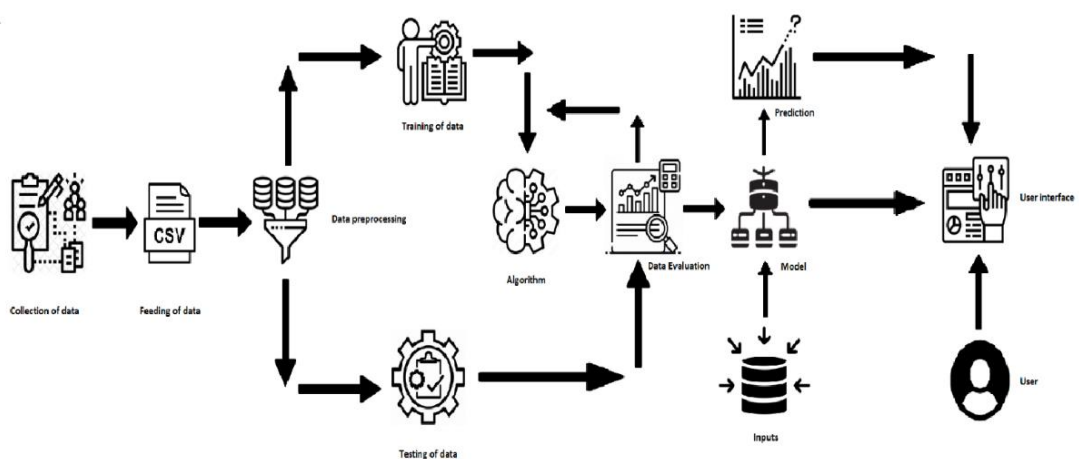 Collection of data
CSV
Feeding of data
Data preprocessing
Training of data
Testing of data
Algorithm
Data Evaluation
Prediction
Model
Inputs
User interface
User